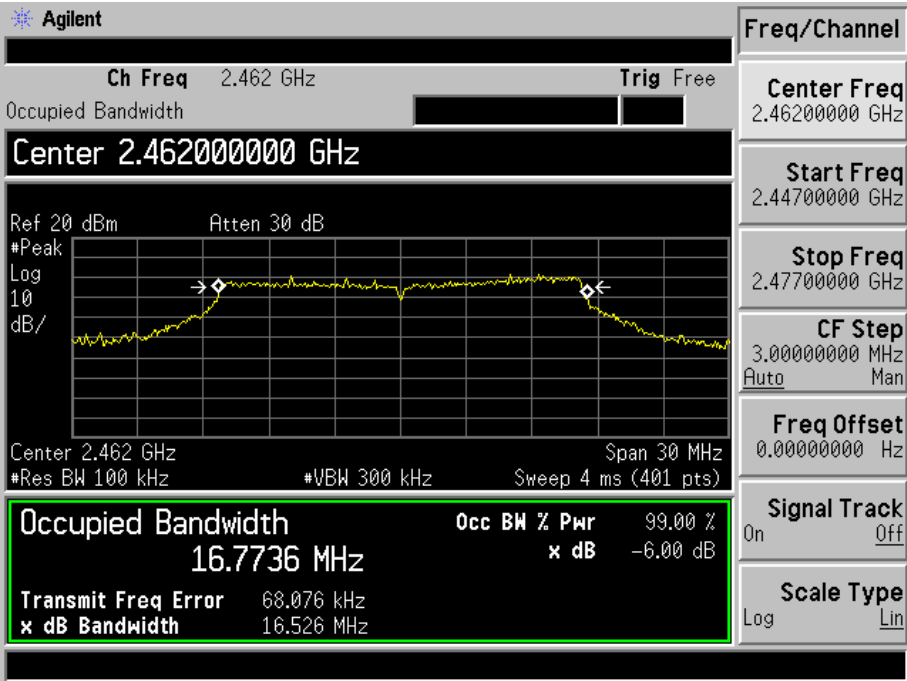 Agilent
Freq/Channel
Ch Freq 2.462 GHz Trig Free
Occupied Bandwidth
Center 2.462000000 GHz
Ref 20 dBm Atten 30 dB
#Peak
Log
10
dB/
Center 2.462 GHz Span 30 MHz
#Res BW 100 kHz #VBW 300 kHz Sweep 4 ms (401 pts)
Occupied Bandwidth
16.7736 MHz
Occ BW % Pwr 99.00 %
x dB -6.00 dB
Transmit Freq Error 68.076 kHz
x dB Bandwidth 16.526 MHz
Center Freq
2.46200000 GHz
Start Freq
2.44700000 GHz
Stop Freq
2.47700000 GHz
CF Step
3.00000000 MHz
Auto Man
Freq Offset
0.00000000 Hz
Signal Track
On Off
Scale Type
Log Lin